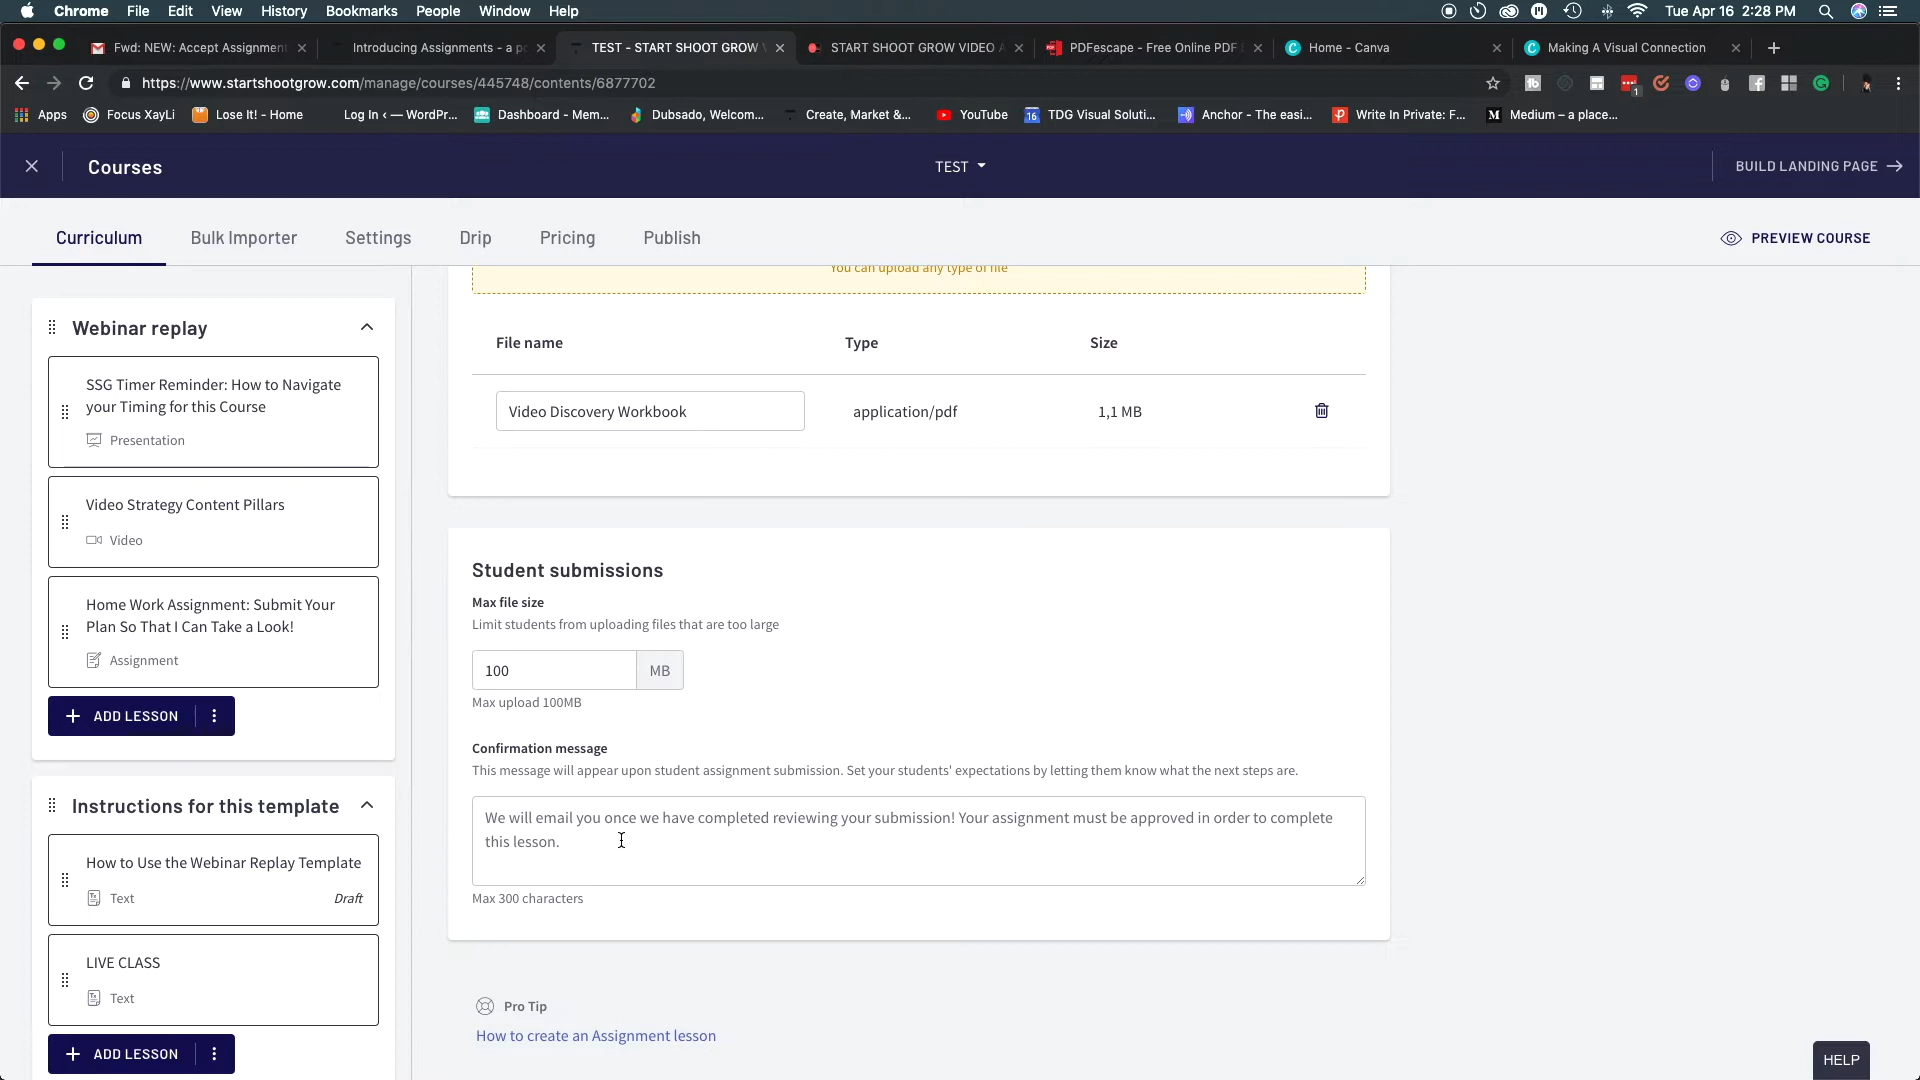 Chrome File Edit View History Bookmarks People Window Help Tue Apr 16 2:28 PM
Fwd: NEW: Accept Assignmen Introducing Assignments - a po TEST - START SHOOT GROW V START SHOOT GROW VIDEO A PDFescape - Free Online PDF Home - Canva Making A Visual Connection
https://www.startshootgrow.com/manage/courses/445748/contents/6877702
Apps Focus XayLi Lose It! - Home Log In ‹ — WordPr... Dashboard - Mem... Dubsado, Welcom... Create, Market &... YouTube TDG Visual Soluti... Anchor - The easi... Write In Private: F... Medium – a place...
Courses TEST BUILD LANDING PAGE
Curriculum Bulk Importer Settings Drip Pricing Publish PREVIEW COURSE
You can upload any type of file
Webinar replay
SSG Timer Reminder: How to Navigate
your Timing for this Course
Presentation
Video Strategy Content Pillars
Video
Home Work Assignment: Submit Your
Plan So That I Can Take a Look!
Assignment
ADD LESSON
Instructions for this template
How to Use the Webinar Replay Template
Text Draft
LIVE CLASS
Text
ADD LESSON
File name Type Size
Video Discovery Workbook application/pdf 1,1 MB
Student submissions
Max file size
Limit students from uploading files that are too large
100 MB
Max upload 100MB
Confirmation message
This message will appear upon student assignment submission. Set your students' expectations by letting them know what the next steps are.
We will email you once we have completed reviewing your submission! Your assignment must be approved in order to complete
this lesson.
Max 300 characters
Pro Tip
How to create an Assignment lesson
HELP